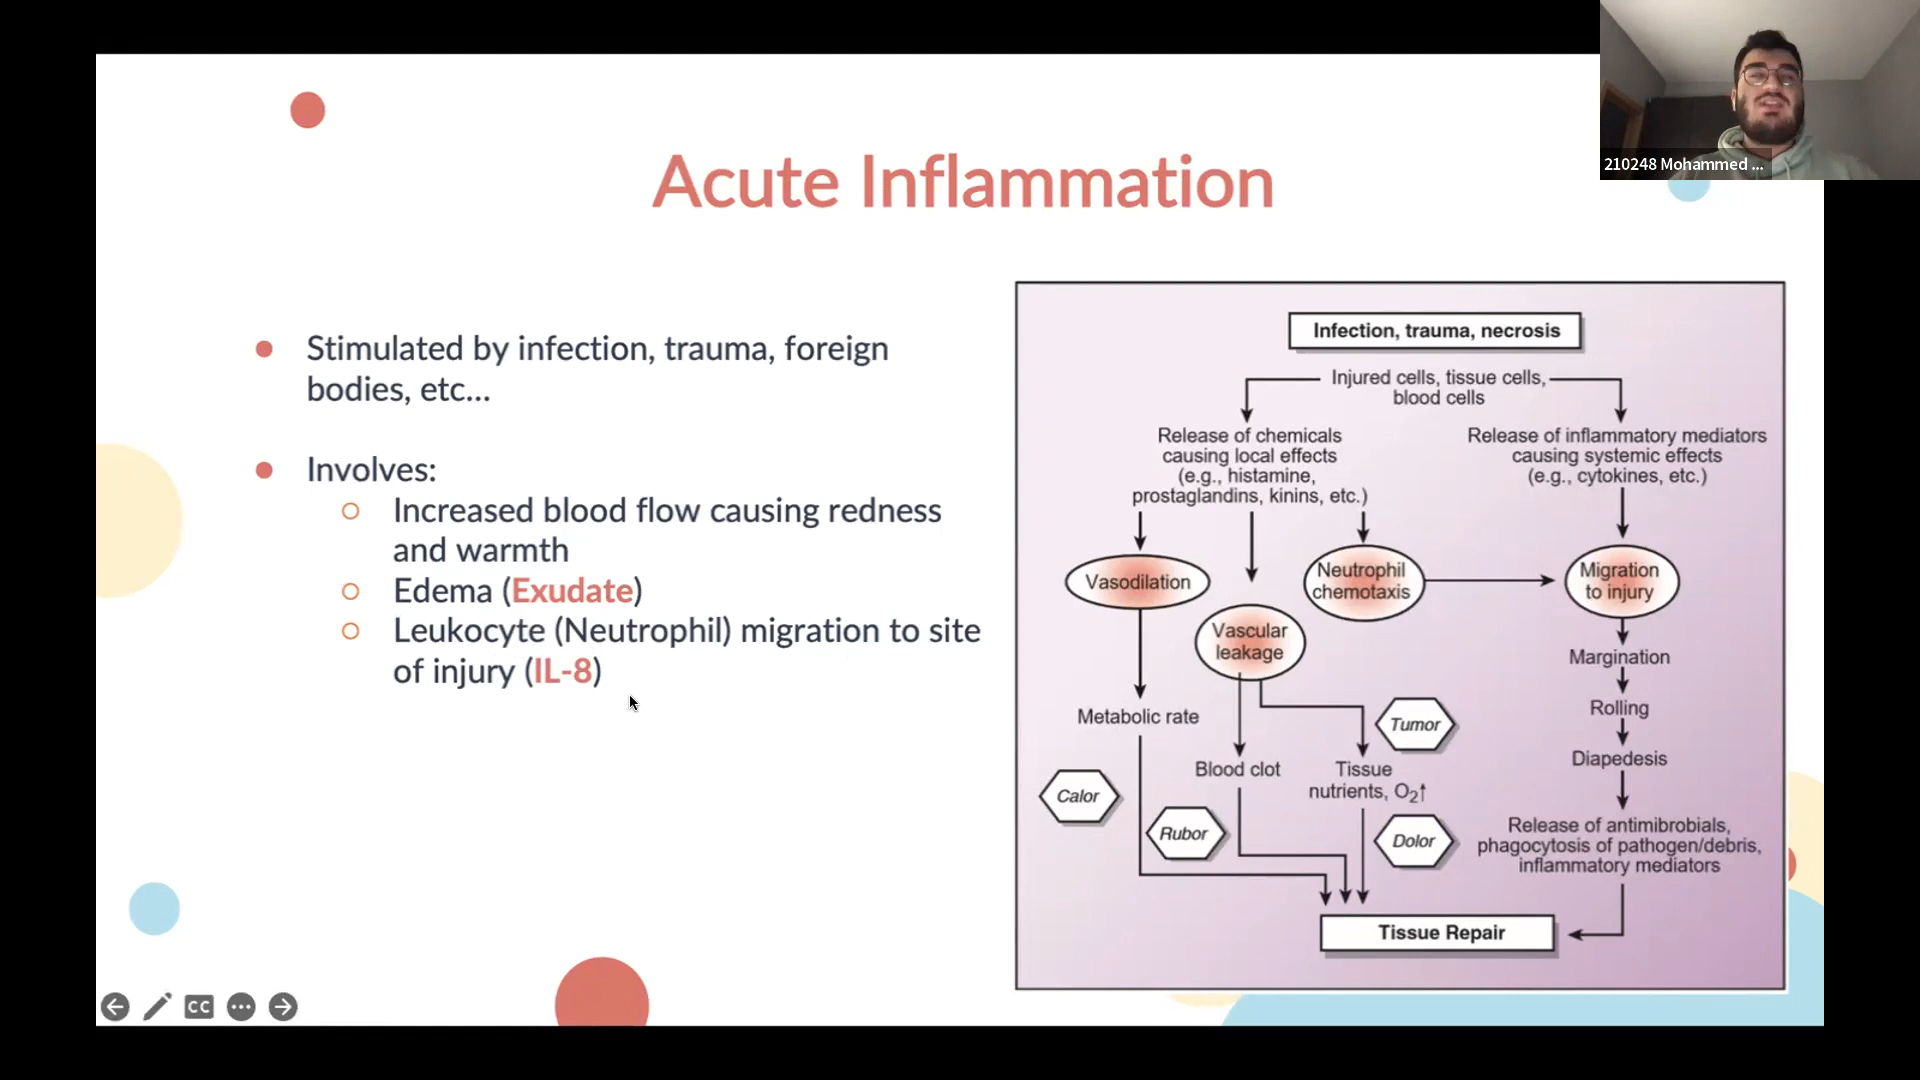 210248 Mohammed ...
Acute Inflammation
Stimulated by infection, trauma, foreign
bodies, etc...
Involves:
Increased blood flow causing redness
and warmth
Edema (Exudate)
Leukocyte (Neutrophil) migration to site
of injury (IL-8)
Infection, trauma, necrosis
Injured cells, tissue cells,
blood cells
Release of chemicals
causing local effects
(e.g., histamine,
prostaglandins, kinins, etc.)
Release of inflammatory mediators
causing systemic effects
(e.g., cytokines, etc.)
Vasodilation
Vascular
leakage
Neutrophil
chemotaxis
Migration
to injury
Margination
Rolling
Diapedesis
Release of antimibrobials,
phagocytosis of pathogen/debris,
inflammatory mediators
Metabolic rate
Blood clot
Tissue
nutrients, O₂↑
Tumor
Calor
Rubor
Dolor
Tissue Repair
CC